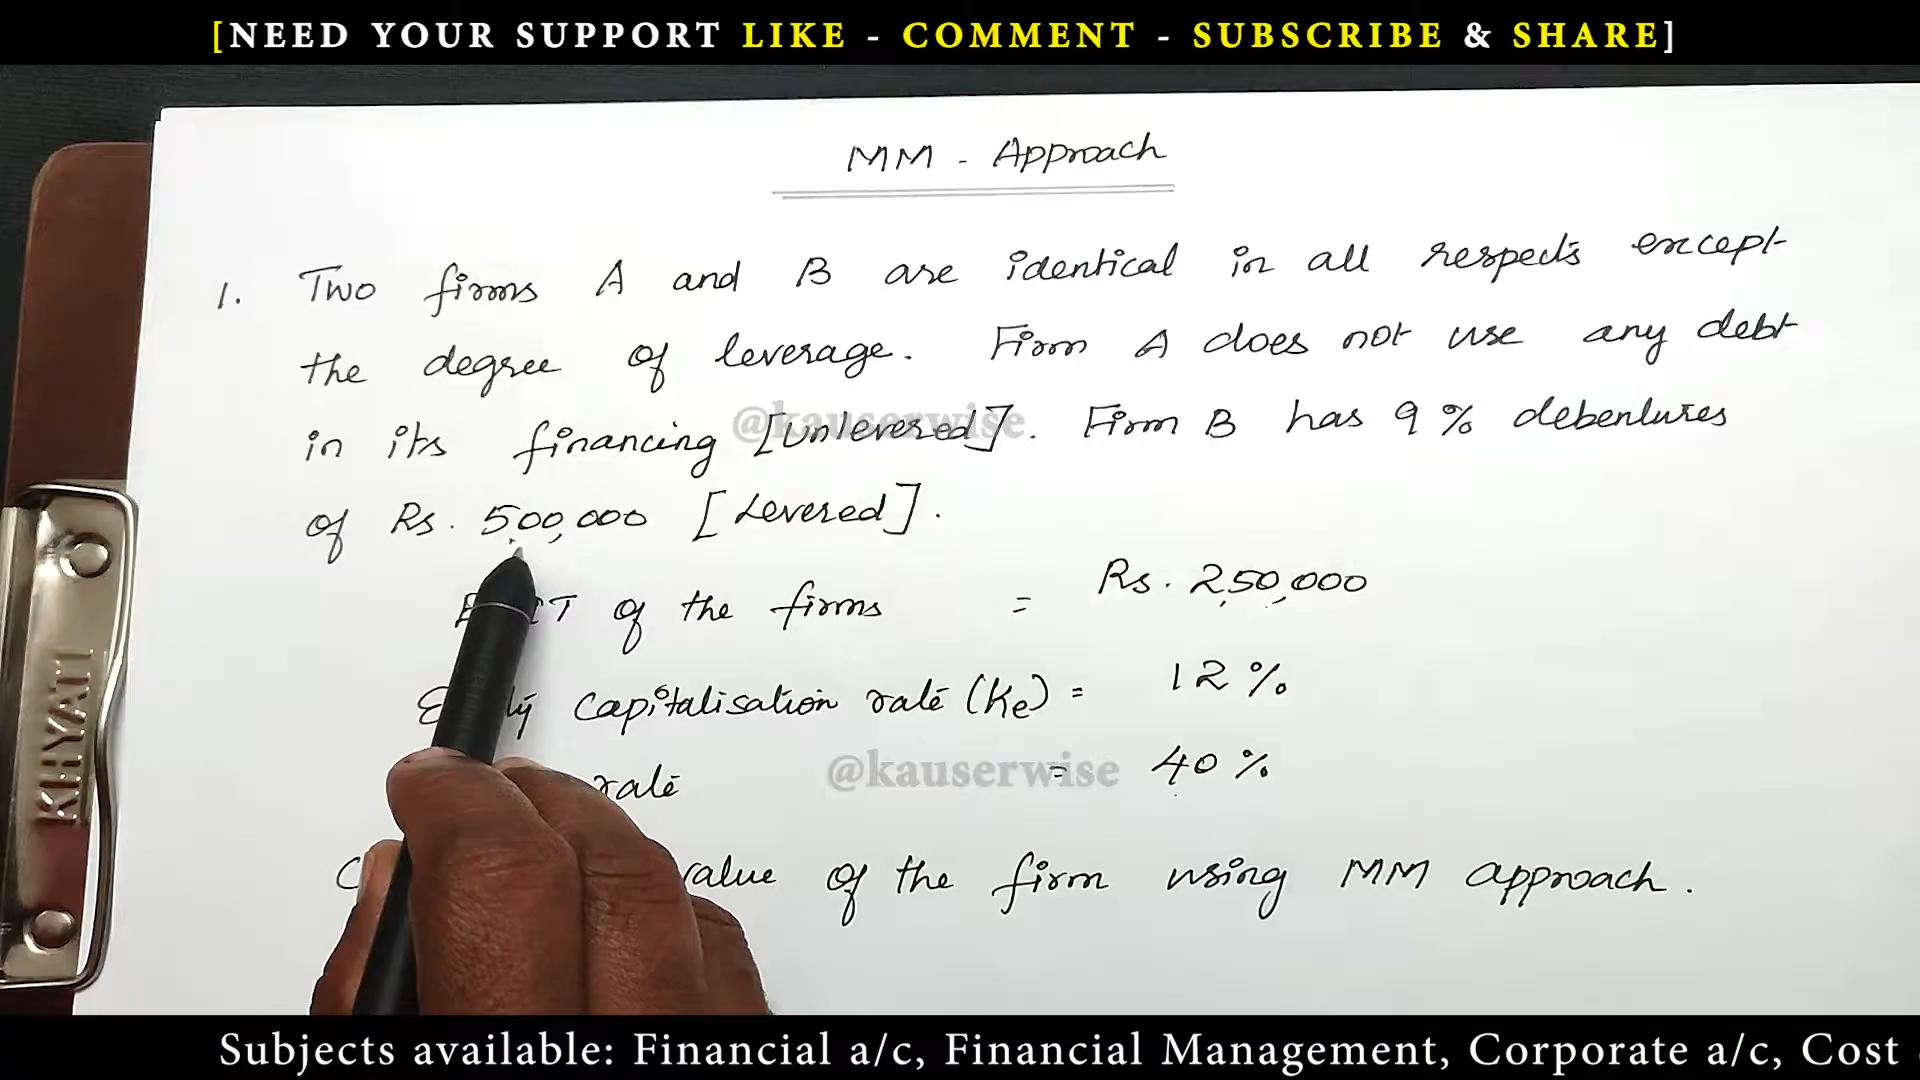 [NEED YOUR SUPPORT LIKE - COMMENT - SUBSCRIBE & SHARE]
MM - Approach
1. Two firms A and B are identical in all respects except
the degree of leverage. Firm A does not use any debt
@kauserwise
in its financing [Unlevered]. Firm B has 9% debentures
of Rs. 500,000 [Levered].
of the firms = Rs. 2,50,000
capitalisation rate (Ke) = 12%
rate = 40%
@kauserwise
value of the firm using MM approach.
KHYATI
Subjects available: Financial a/c, Financial Management, Corporate a/c, Cost